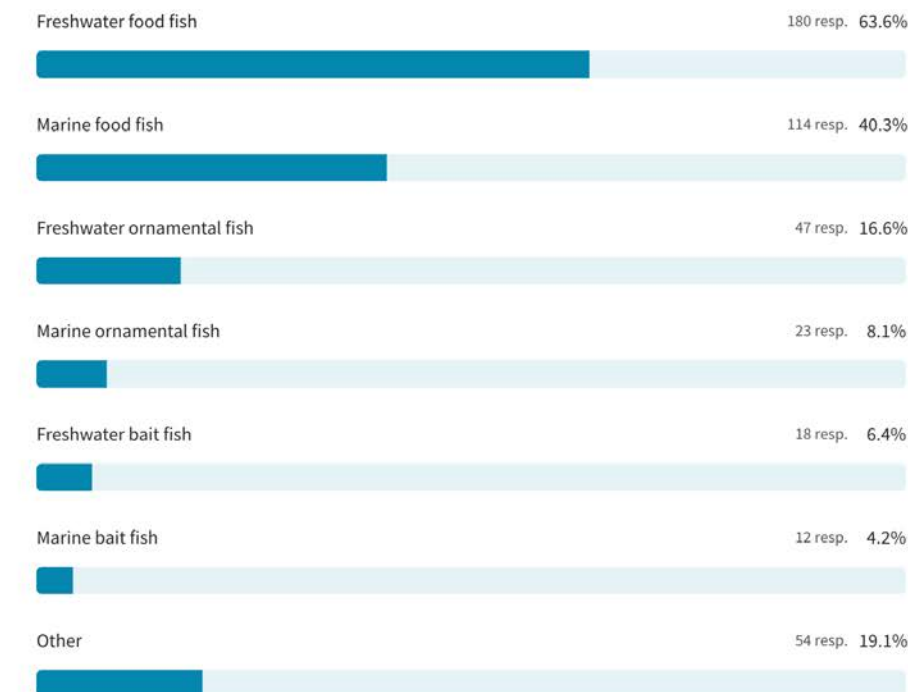 Freshwater food fish 180 resp. 63.6%
Marine food fish 114 resp. 40.3%
Freshwater ornamental fish 47 resp. 16.6%
Marine ornamental fish 23 resp. 8.1%
Freshwater bait fish 18 resp. 6.4%
Marine bait fish 12 resp. 4.2%
Other 54 resp. 19.1%